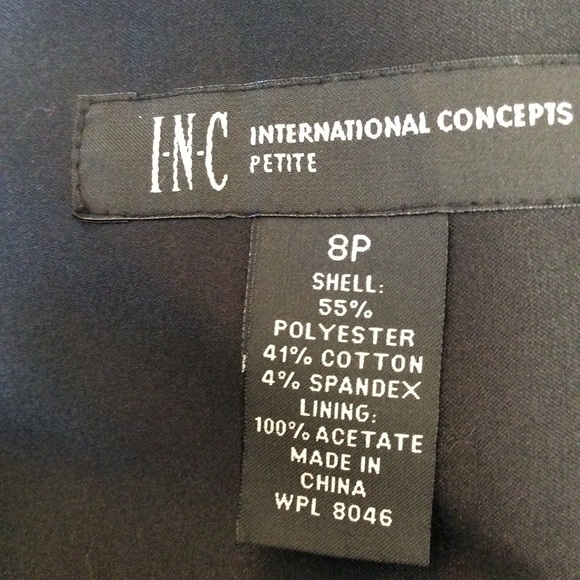 I·N·C INTERNATIONAL CONCEPTS
PETITE
8P
SHELL:
55%
POLYESTER
41% COTTON
4% SPANDEX
LINING:
100% ACETATE
MADE IN
CHINA
WPL 8046